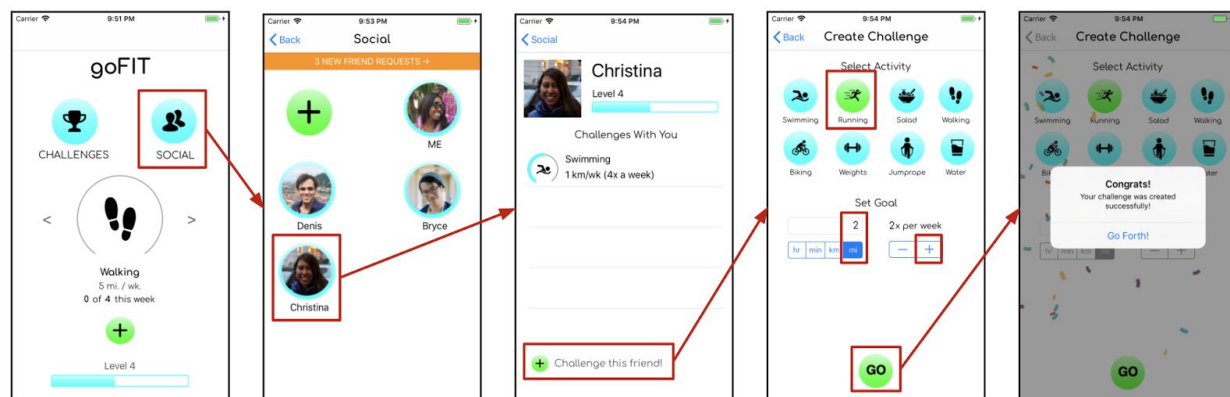 Carrier 9:51 PM
goFIT
CHALLENGES SOCIAL
< >
Walking
5 mi. / wk.
0 of 4 this week
+
Level 4
Carrier 9:53 PM
Back Social
3 NEW FRIEND REQUESTS →
+
ME
Denis Bryce
Christina
Carrier 9:54 PM
Social
Christina
Level 4
Challenges With You
Swimming
1 km/wk (4x a week)
+ Challenge this friend!
Carrier 9:54 PM
Back Create Challenge
Select Activity
Swimming Running Salad Walking
Biking Weights Jumprope Water
Set Goal
2 2x per week
hr min km mi − +
GO
Carrier 9:54 PM
Back Create Challenge
Select Activity
Swimming Running Salad Walking
Congrats!
Your challenge was created
successfully!
Go Forth!
hr min km − +
GO